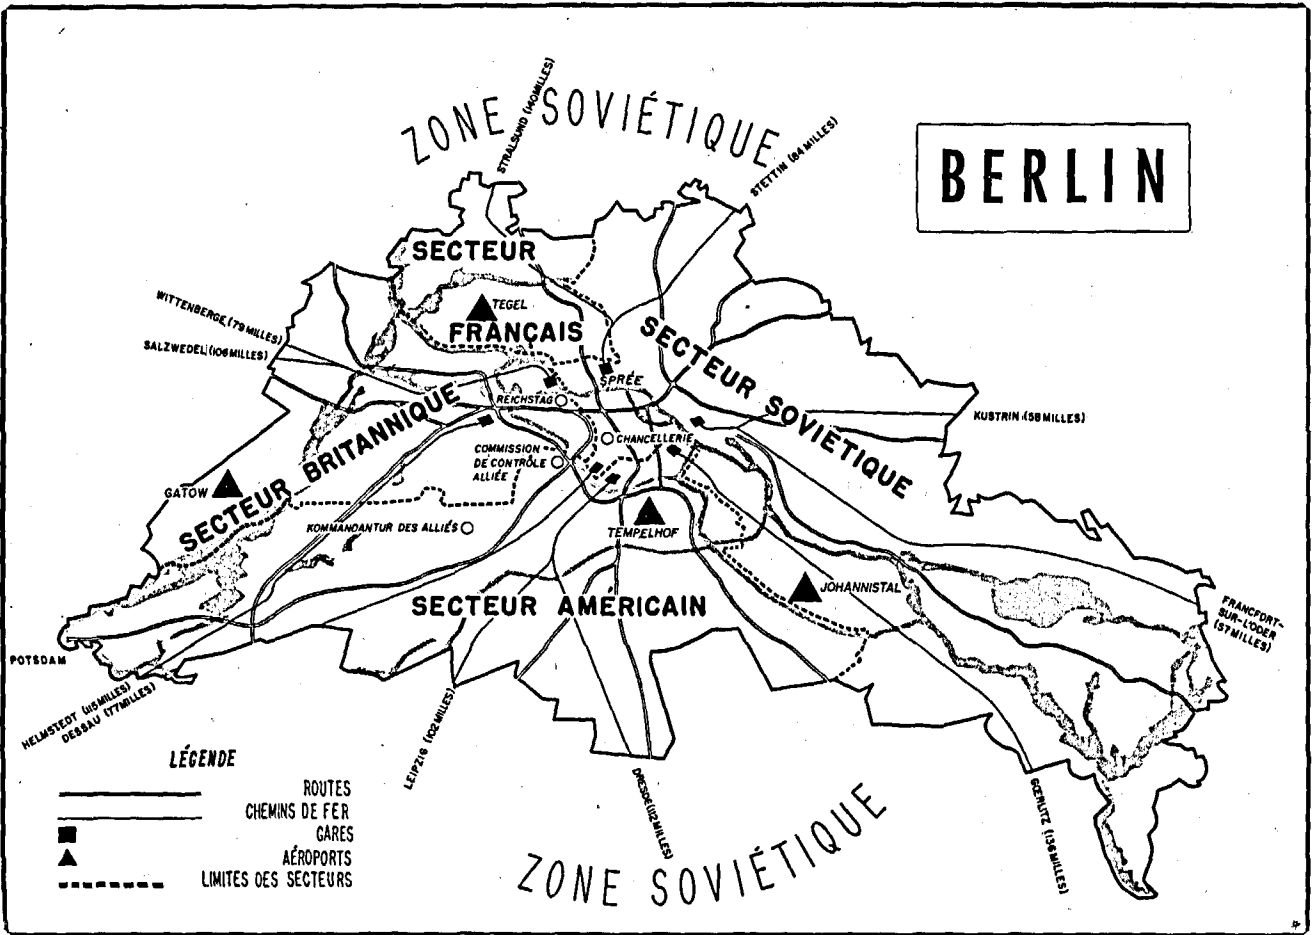 ZONE SOVIÉTIQUE
STRALSUND (140 MILLES)
STETTIN (84 MILLES)
BERLIN
SECTEUR
FRANÇAIS
TEGEL
WITTENBERGE (79 MILLES)
SALZWEDEL (106 MILLES)
SECTEUR SOVIÉTIQUE
SPRÉE
REICHSTAG
KUSTRIN (58 MILLES)
CHANCELLERIE
COMMISSION
DE CONTRÔLE
ALLIÉE
SECTEUR BRITANNIQUE
GATOW
KOMMANDANTUR DES ALLIÉS
TEMPELHOF
JOHANNISTAL
SECTEUR AMÉRICAIN
FRANCFORT-
SUR-L'ODER
(57 MILLES)
POTSDAM
HELMSTEDT (115 MILLES)
DESSAU (77 MILLES)
LEIPZIG (102 MILLES)
DRESDE (112 MILLES)
GŒRLITZ (136 MILLES)
ZONE SOVIÉTIQUE
LÉGENDE
ROUTES
CHEMINS DE FER
GARES
AÉROPORTS
LIMITES DES SECTEURS